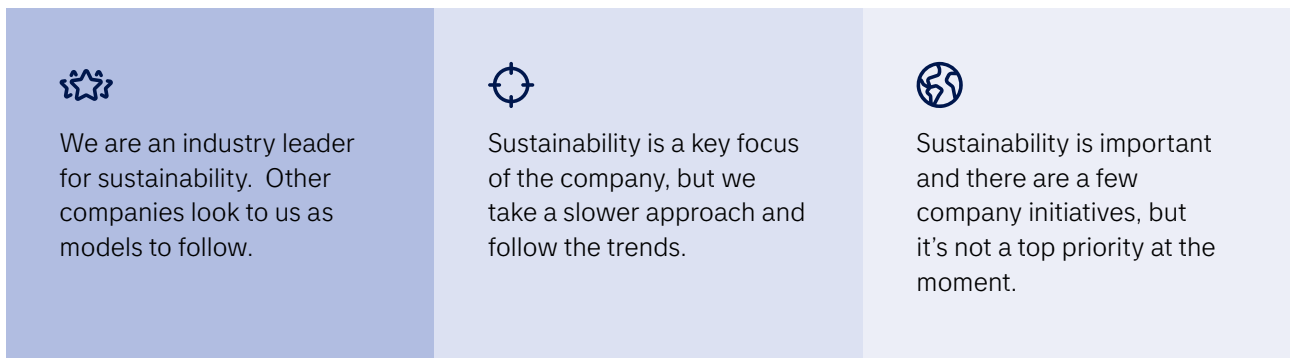 We are an industry leader
for sustainability.  Other
companies look to us as
models to follow.
Sustainability is a key focus
of the company, but we
take a slower approach and
follow the trends.
Sustainability is important
and there are a few
company initiatives, but
it’s not a top priority at the
moment.